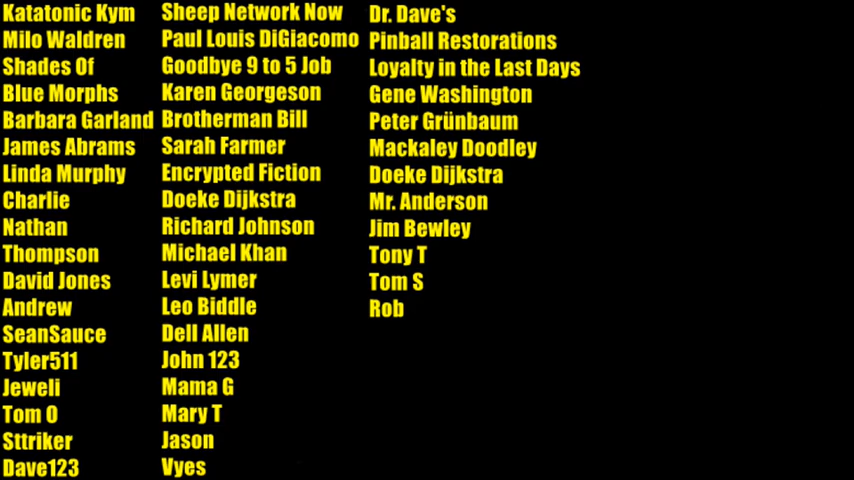 Katatonic Kym
Milo Waldren
Shades Of
Blue Morphs
Barbara Garland
James Abrams
Linda Murphy
Charlie
Nathan
Thompson
David Jones
Andrew
SeanSauce
Tyler511
Jeweli
Tom O
Sttriker
Dave123
Sheep Network Now
Paul Louis DiGiacomo
Goodbye 9 to 5 Job
Karen Georgeson
Brotherman Bill
Sarah Farmer
Encrypted Fiction
Doeke Dijkstra
Richard Johnson
Michael Khan
Levi Lymer
Leo Biddle
Dell Allen
John 123
Mama G
Mary T
Jason
Vyes
Dr. Dave's
Pinball Restorations
Loyalty in the Last Days
Gene Washington
Peter Grünbaum
Mackaley Doodley
Doeke Dijkstra
Mr. Anderson
Jim Bewley
Tony T
Tom S
Rob